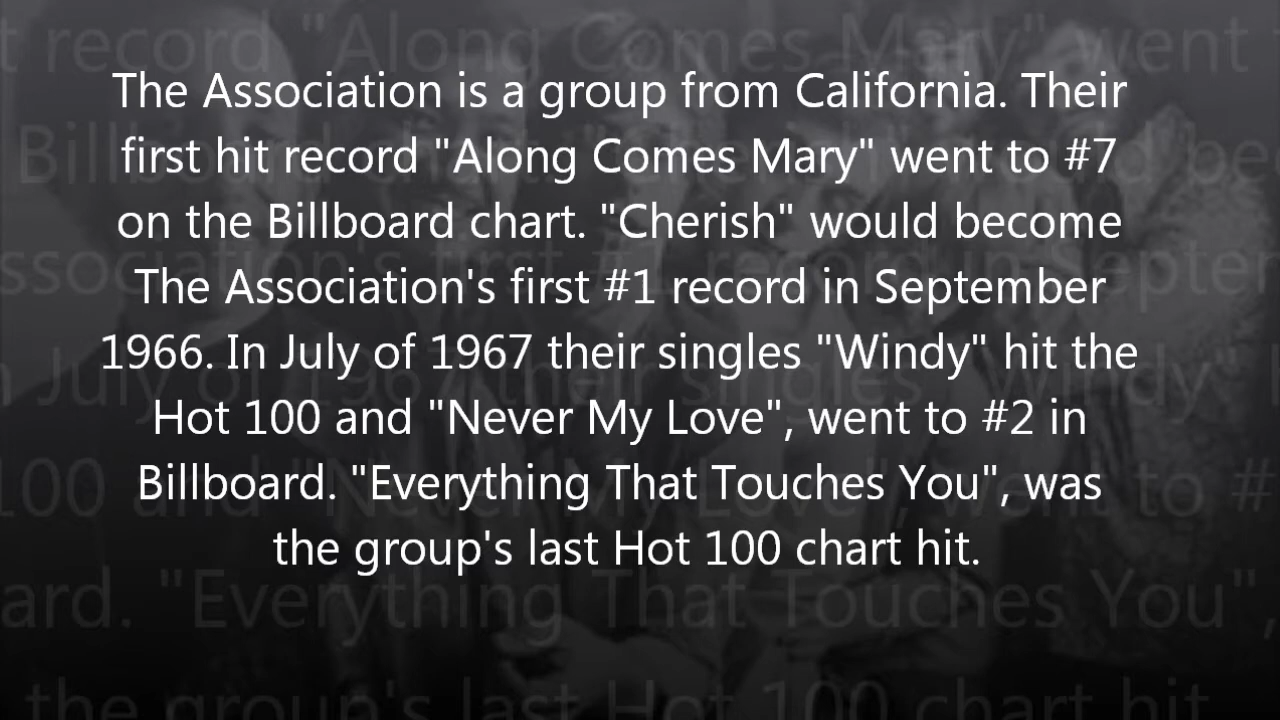 The Association is a group from California. Their
first hit record "Along Comes Mary" went to #7
on the Billboard chart. "Cherish" would become
The Association's first #1 record in September
1966. In July of 1967 their singles "Windy" hit the
Hot 100 and "Never My Love", went to #2 in
Billboard. "Everything That Touches You", was
the group's last Hot 100 chart hit.